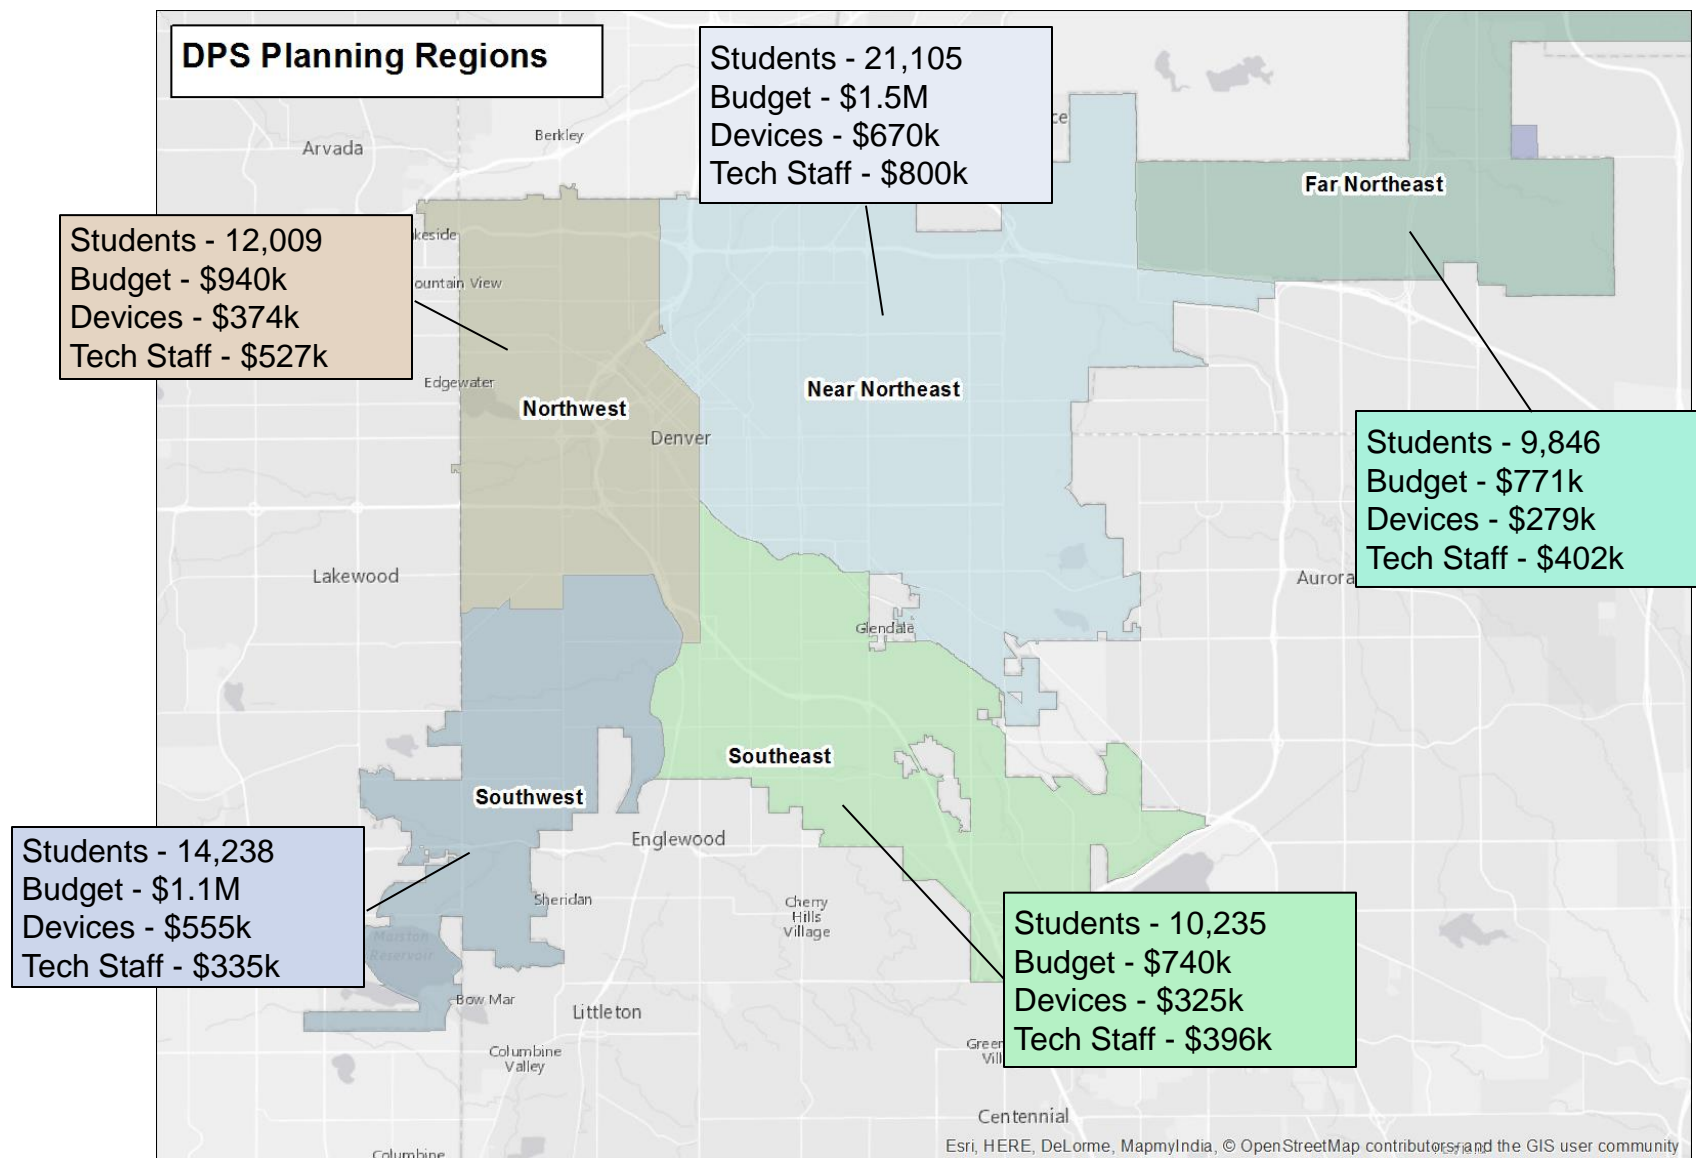 DPS Planning Regions
Students - 21,105
Budget - $1.5M
Devices - $670k
Tech Staff - $800k
Berkley
Arvada
Far Northeast
Students - 12,009
Budget - $940k
Devices - $374k
Tech Staff - $527k
Edgewater
Northwest
Near Northeast
Denver
Students - 9,846
Budget - $771k
Devices - $279k
Tech Staff - $402k
Lakewood
Aurora
Glendale
Southeast
Southwest
Englewood
Students - 14,238
Budget - $1.1M
Devices - $555k
Tech Staff - $335k
Sheridan
Cherry
Hills
Village
Marston
Reservoir
Students - 10,235
Budget - $740k
Devices - $325k
Tech Staff - $396k
Bow Mar
Littleton
Columbine
Valley
Centennial
Columbine
Esri, HERE, DeLorme, MapmyIndia, © OpenStreetMap contributors, and the GIS user community